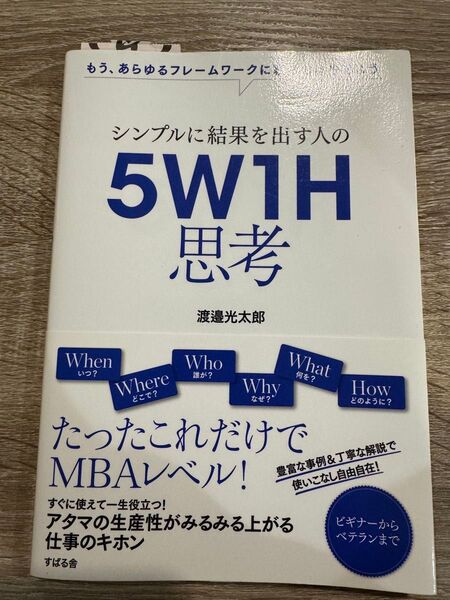 もう、あらゆるフレームワークに
シンプルに結果を出す人の
5W1H
思考
渡邉光太郎
When
いつ?
Where
どこで?
Who
誰が?
Why
なぜ?
What
何を?
How
どのように?
たったこれだけで
MBAレベル!
豊富な事例&丁寧な解説で
使いこなし自由自在!
すぐに使えて一生役立つ!
アタマの生産性がみるみる上がる
仕事のキホン
ビギナーから
ベテランまで
すばる舎